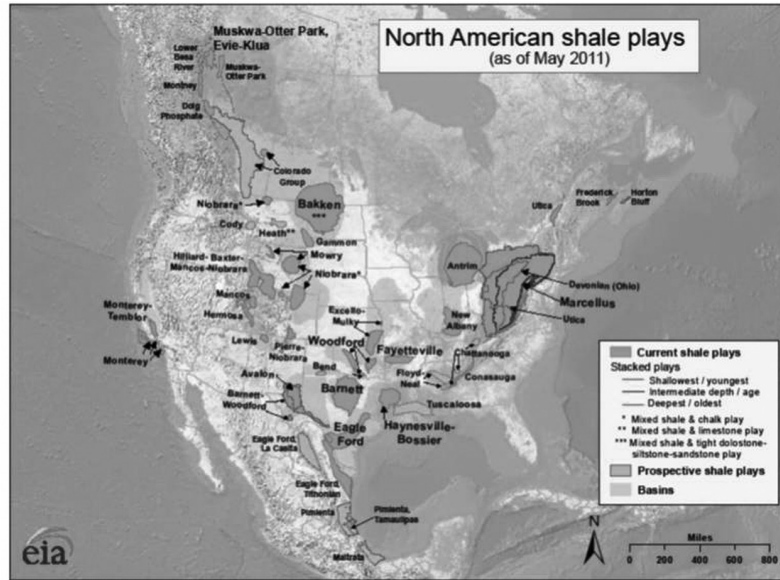 North American shale plays
(as of May 2011)
Muskwa-Otter Park,
Evie-Klua
Lower
Besa
River
Muskwa-
Otter Park
Montney
Doig
Phosphate
Colorado
Group
Niobrara*
Bakken
***
Cody
Heath**
Gammon
Mowry
Hilliard-Baxter-
Mancos-Niobrara
Niobrara*
Mancos
Hermosa
Monterey-
Temblor
Monterey
Lewis
Pierre-
Niobrara
Excello-
Mulky
Woodford
Fayetteville
Bend
Avalon
Barnett
Barnett-
Woodford
Floyd-
Neal
Chattanooga
Conasauga
Tuscaloosa
Haynesville-
Bossier
Eagle
Ford
Eagle Ford,
La Casita
Eagle Ford,
Tithonian
Pimienta
Pimienta,
Tamaulipas
Maltrata
Antrim
New
Albany
Utica
Frederick
Brook
Horton
Bluff
Devonian (Ohio)
Marcellus
Utica
Current shale plays
Stacked plays
Shallowest / youngest
Intermediate depth / age
Deepest / oldest
* Mixed shale & chalk play
** Mixed shale & limestone play
*** Mixed shale & tight dolostone-
siltstone-sandstone play
Prospective shale plays
Basins
N
Miles
0 200 400 600 800
eia